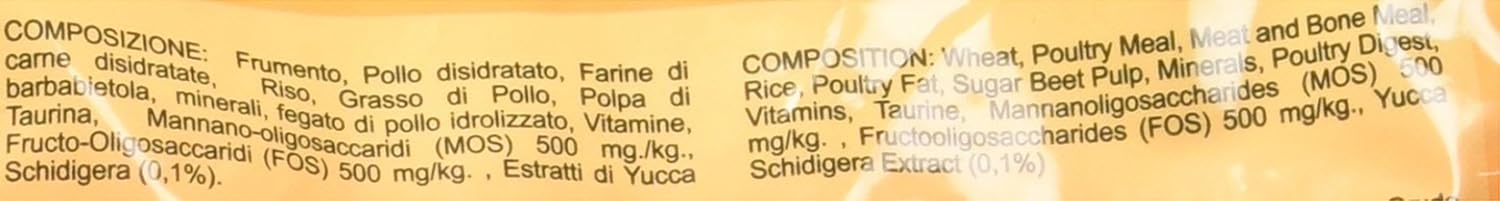 COMPOSIZIONE: Frumento, Pollo disidratato, Farine di
carne disidratate, Riso, Grasso di Pollo, Polpa di
barbabietola, minerali, fegato di pollo idrolizzato, Vitamine,
Taurina, Mannano-oligosaccaridi (MOS) 500 mg./kg.,
Fructo-Oligosaccaridi (FOS) 500 mg/kg. , Estratti di Yucca
Schidigera (0,1%).
COMPOSITION: Wheat, Poultry Meal, Meat and Bone Meal,
Rice, Poultry Fat, Sugar Beet Pulp, Minerals, Poultry Digest,
Vitamins, Taurine, Mannanoligosaccharides (MOS) 500
mg/kg. , Fructooligosaccharides (FOS) 500 mg/kg., Yucca
Schidigera Extract (0,1%)